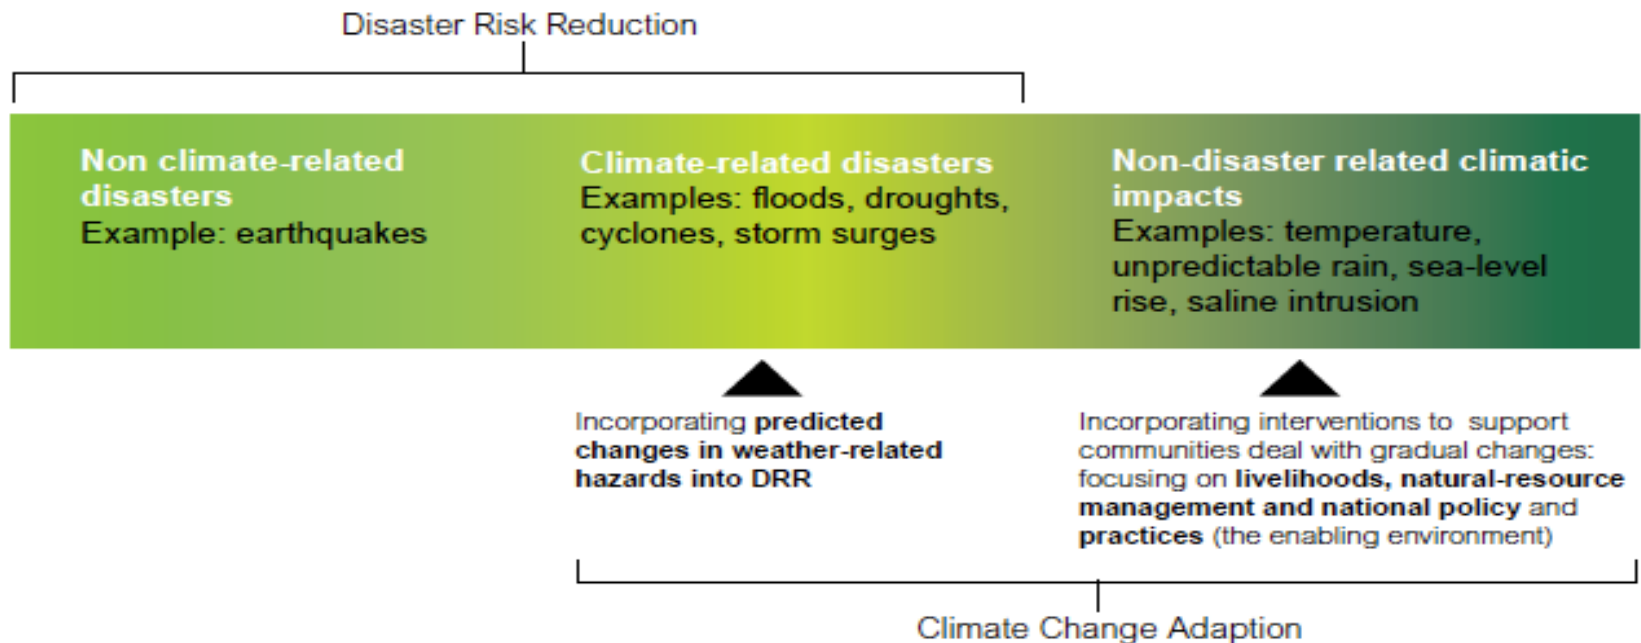 Disaster Risk Reduction
Non climate-related
disasters
Example: earthquakes
Climate-related disasters
Examples: floods, droughts,
cyclones, storm surges
Non-disaster related climatic
impacts
Examples: temperature,
unpredictable rain, sea-level
rise, saline intrusion
Incorporating predicted
changes in weather-related
hazards into DRR
Incorporating interventions to support
communities deal with gradual changes:
focusing on livelihoods, natural-resource
management and national policy and
practices (the enabling environment)
Climate Change Adaption